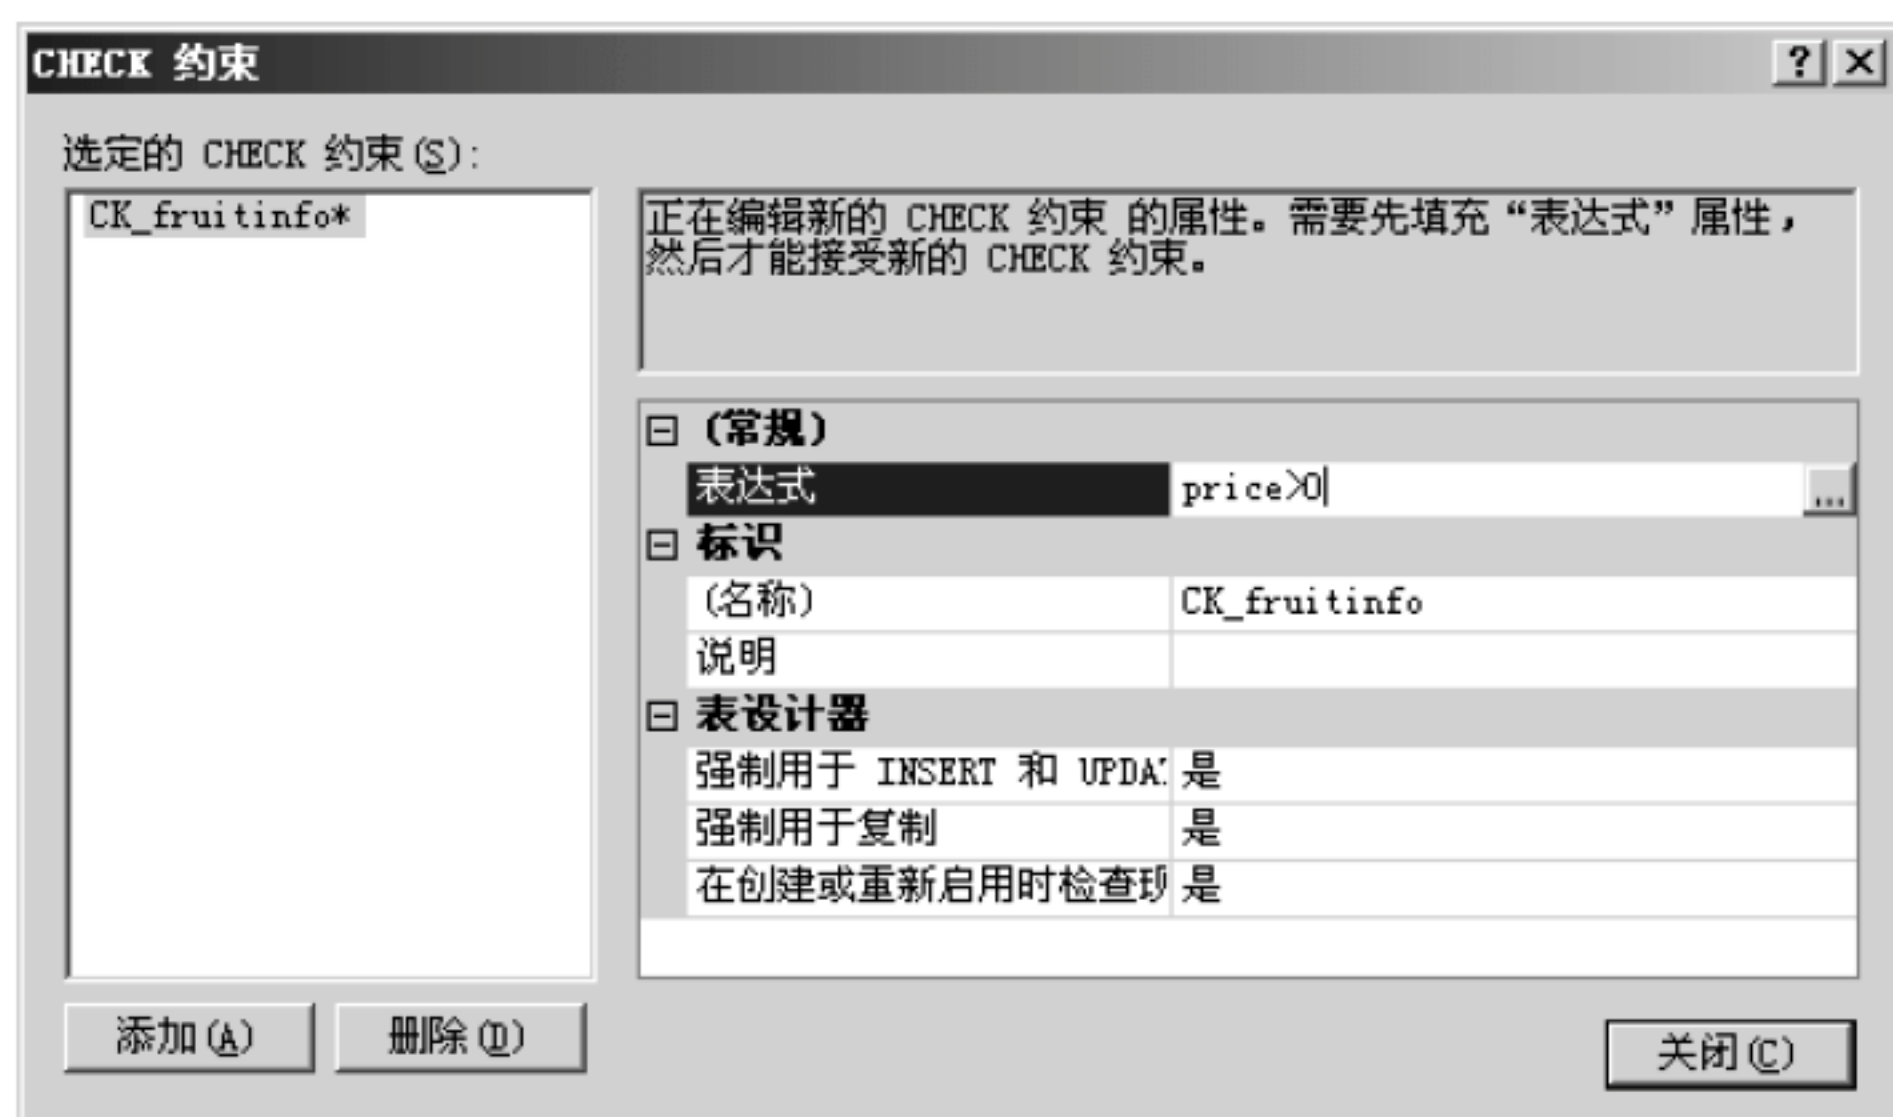 CHECK 约束
选定的 CHECK 约束(S):
CK_fruitinfo*
正在编辑新的 CHECK 约束 的属性。需要先填充“表达式”属性，
然后才能接受新的 CHECK 约束。
(常规)
表达式 price>0
...
标识
(名称) CK_fruitinfo
说明
表设计器
强制用于 INSERT 和 UPDA 是
强制用于复制 是
在创建或重新启用时检查现 是
添加(A) 删除(D)
关闭(C)